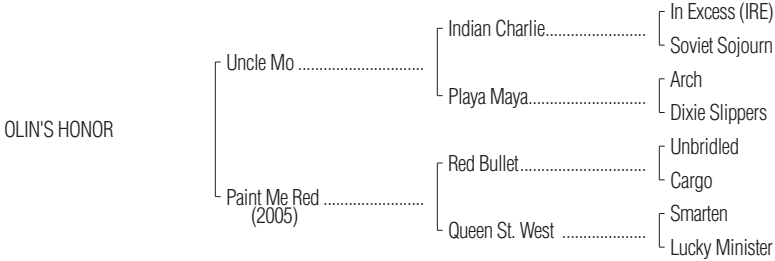 In Excess (IRE)
Indian Charlie..........................
Soviet Sojourn
Uncle Mo ................................
Arch
Playa Maya..............................
Dixie Slippers
OLIN'S HONOR
Unbridled
Red Bullet................................
Cargo
Paint Me Red ..........................
(2005)
Smarten
Queen St. West .....................
Lucky Minister